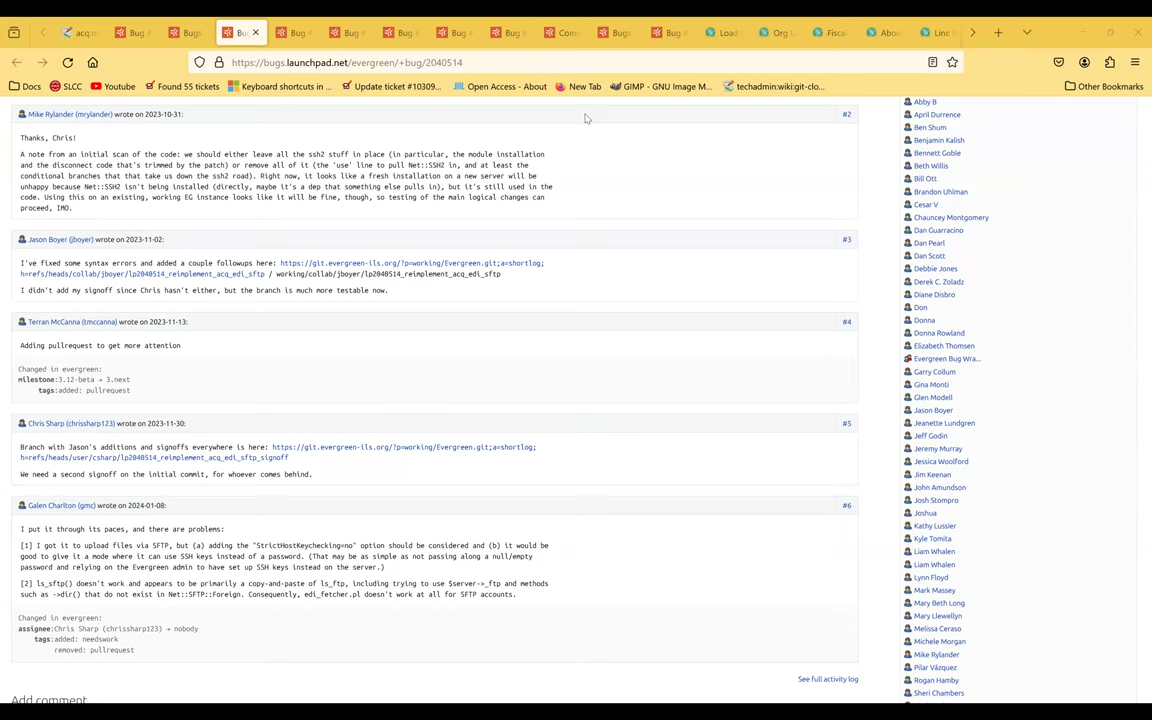 acq:
Bug #
Bugs
Bug
Bug #
Bug #
Bug #
Bug #
Bug #
Com
Bugs
Bug #
Load
Org L
Fiscal
Abou
Line I
https://bugs.launchpad.net/evergreen/+bug/2040514
Docs
SLCC
Youtube
Found 55 tickets
Keyboard shortcuts in ...
Update ticket #10309...
Open Access - About
New Tab
GIMP - GNU Image M...
techadmin:wiki:git-clo...
Other Bookmarks
Mike Rylander (mrylander) wrote on 2023-10-31: #2
Thanks, Chris!
A note from an initial scan of the code: we should either leave all the ssh2 stuff in place (in particular, the module installation
and the disconnect code that's trimmed by the patch) or remove all of it (the 'use' line to pull Net::SSH2 in, and at least the
conditional branches that that take us down the ssh2 road). Right now, it looks like a fresh installation on a new server will be
unhappy because Net::SSH2 isn't being installed (directly, maybe it's a dep that something else pulls in), but it's still used in the
code. Using this on an existing, working EG instance looks like it will be fine, though, so testing of the main logical changes can
proceed, IMO.
Jason Boyer (jboyer) wrote on 2023-11-02: #3
I've fixed some syntax errors and added a couple followups here: https://git.evergreen-ils.org/?p=working/Evergreen.git;a=shortlog;
h=refs/heads/collab/jboyer/lp2040514_reimplement_acq_edi_sftp / working/collab/jboyer/lp2040514_reimplement_acq_edi_sftp
I didn't add my signoff since Chris hasn't either, but the branch is much more testable now.
Terran McCanna (tmccanna) wrote on 2023-11-13: #4
Adding pullrequest to get more attention
Changed in evergreen:
milestone: 3.12-beta → 3.next
tags: added: pullrequest
Chris Sharp (chrissharp123) wrote on 2023-11-30: #5
Branch with Jason's additions and signoffs everywhere is here: https://git.evergreen-ils.org/?p=working/Evergreen.git;a=shortlog;
h=refs/heads/user/csharp/lp2040514_reimplement_acq_edi_sftp_signoff
We need a second signoff on the initial commit, for whoever comes behind.
Galen Charlton (gmc) wrote on 2024-01-08: #6
I put it through its paces, and there are problems:
[1] I got it to upload files via SFTP, but (a) adding the "StrictHostKeychecking=no" option should be considered and (b) it would be
good to give it a mode where it can use SSH keys instead of a password. (That may be as simple as not passing along a null/empty
password and relying on the Evergreen admin to have set up SSH keys instead on the server.)
[2] ls_sftp() doesn't work and appears to be primarily a copy-and-paste of ls_ftp, including trying to use $server->_ftp and methods
such as ->dir() that do not exist in Net::SFTP::Foreign. Consequently, edi_fetcher.pl doesn't work at all for SFTP accounts.
Changed in evergreen:
assignee: Chris Sharp (chrissharp123) → nobody
tags: added: needswork
removed: pullrequest
See full activity log
Add comment
Abby B
April Durrence
Ben Shum
Benjamin Kalish
Bennett Goble
Beth Willis
Bill Ott
Brandon Uhlman
Cesar V
Chauncey Montgomery
Dan Guarracino
Dan Pearl
Dan Scott
Debbie Jones
Derek C. Zoladz
Diane Disbro
Don
Donna
Donna Rowland
Elizabeth Thomsen
Evergreen Bug Wra...
Garry Collum
Gina Monti
Glen Modell
Jason Boyer
Jeanette Lundgren
Jeff Godin
Jeremy Murray
Jessica Woolford
Jim Keenan
John Amundson
Josh Stompro
Joshua
Kathy Lussier
Kyle Tomita
Liam Whalen
Liam Whalen
Lynn Floyd
Mark Massey
Mary Beth Long
Mary Llewellyn
Melissa Ceraso
Michele Morgan
Mike Rylander
Pilar Vázquez
Rogan Hamby
Sheri Chambers